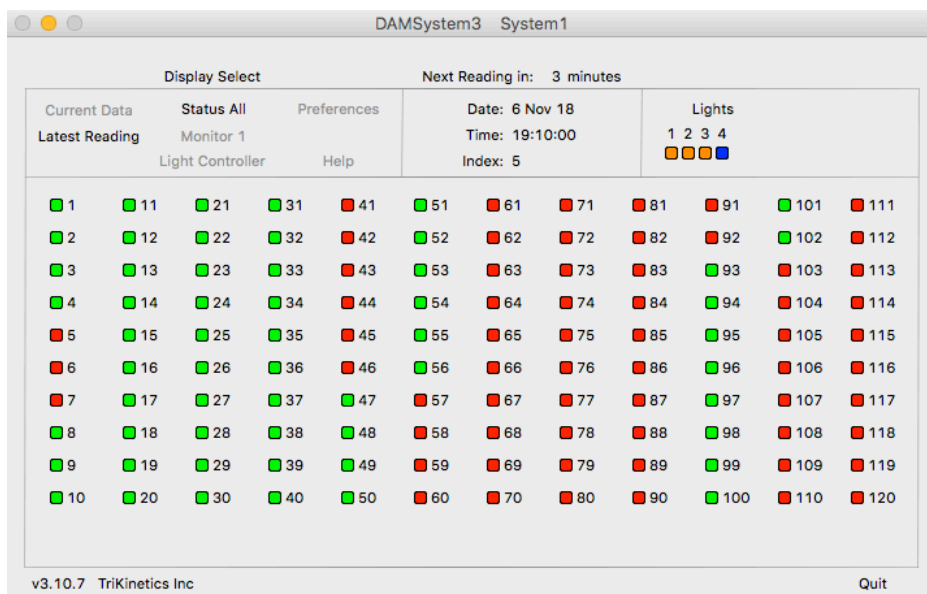 DAMSystem3 System1
Display Select
Next Reading in: 3 minutes
Current Data Status All Preferences
Latest Reading Monitor 1
Light Controller Help
Date: 6 Nov 18
Time: 19:10:00
Index: 5
Lights
1 2 3 4
1 11 21 31 41 51 61 71 81 91 101 111
2 12 22 32 42 52 62 72 82 92 102 112
3 13 23 33 43 53 63 73 83 93 103 113
4 14 24 34 44 54 64 74 84 94 104 114
5 15 25 35 45 55 65 75 85 95 105 115
6 16 26 36 46 56 66 76 86 96 106 116
7 17 27 37 47 57 67 77 87 97 107 117
8 18 28 38 48 58 68 78 88 98 108 118
9 19 29 39 49 59 69 79 89 99 109 119
10 20 30 40 50 60 70 80 90 100 110 120
v3.10.7 TriKinetics Inc Quit